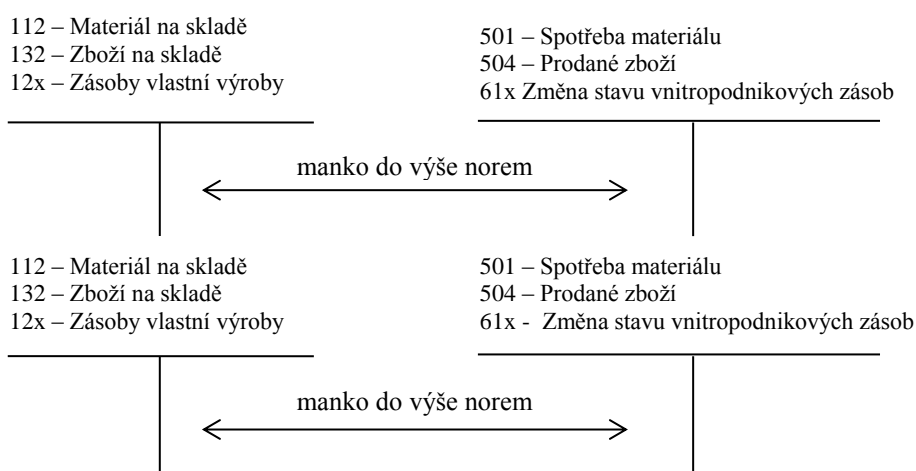 112 – Materiál na skladě
132 – Zboží na skladě
12x – Zásoby vlastní výroby
501 – Spotřeba materiálu
504 – Prodané zboží
61x Změna stavu vnitropodnikových zásob
manko do výše norem
112 – Materiál na skladě
132 – Zboží na skladě
12x – Zásoby vlastní výroby
501 – Spotřeba materiálu
504 – Prodané zboží
61x -  Změna stavu vnitropodnikových zásob
manko do výše norem